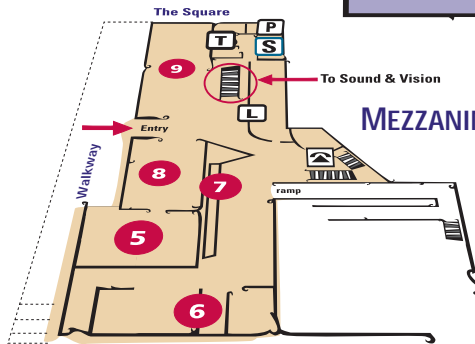 The Square
P
T
S
9
To Sound & Vision
L
MEZZANI
Entry
Walkway
8
7
ramp
5
6